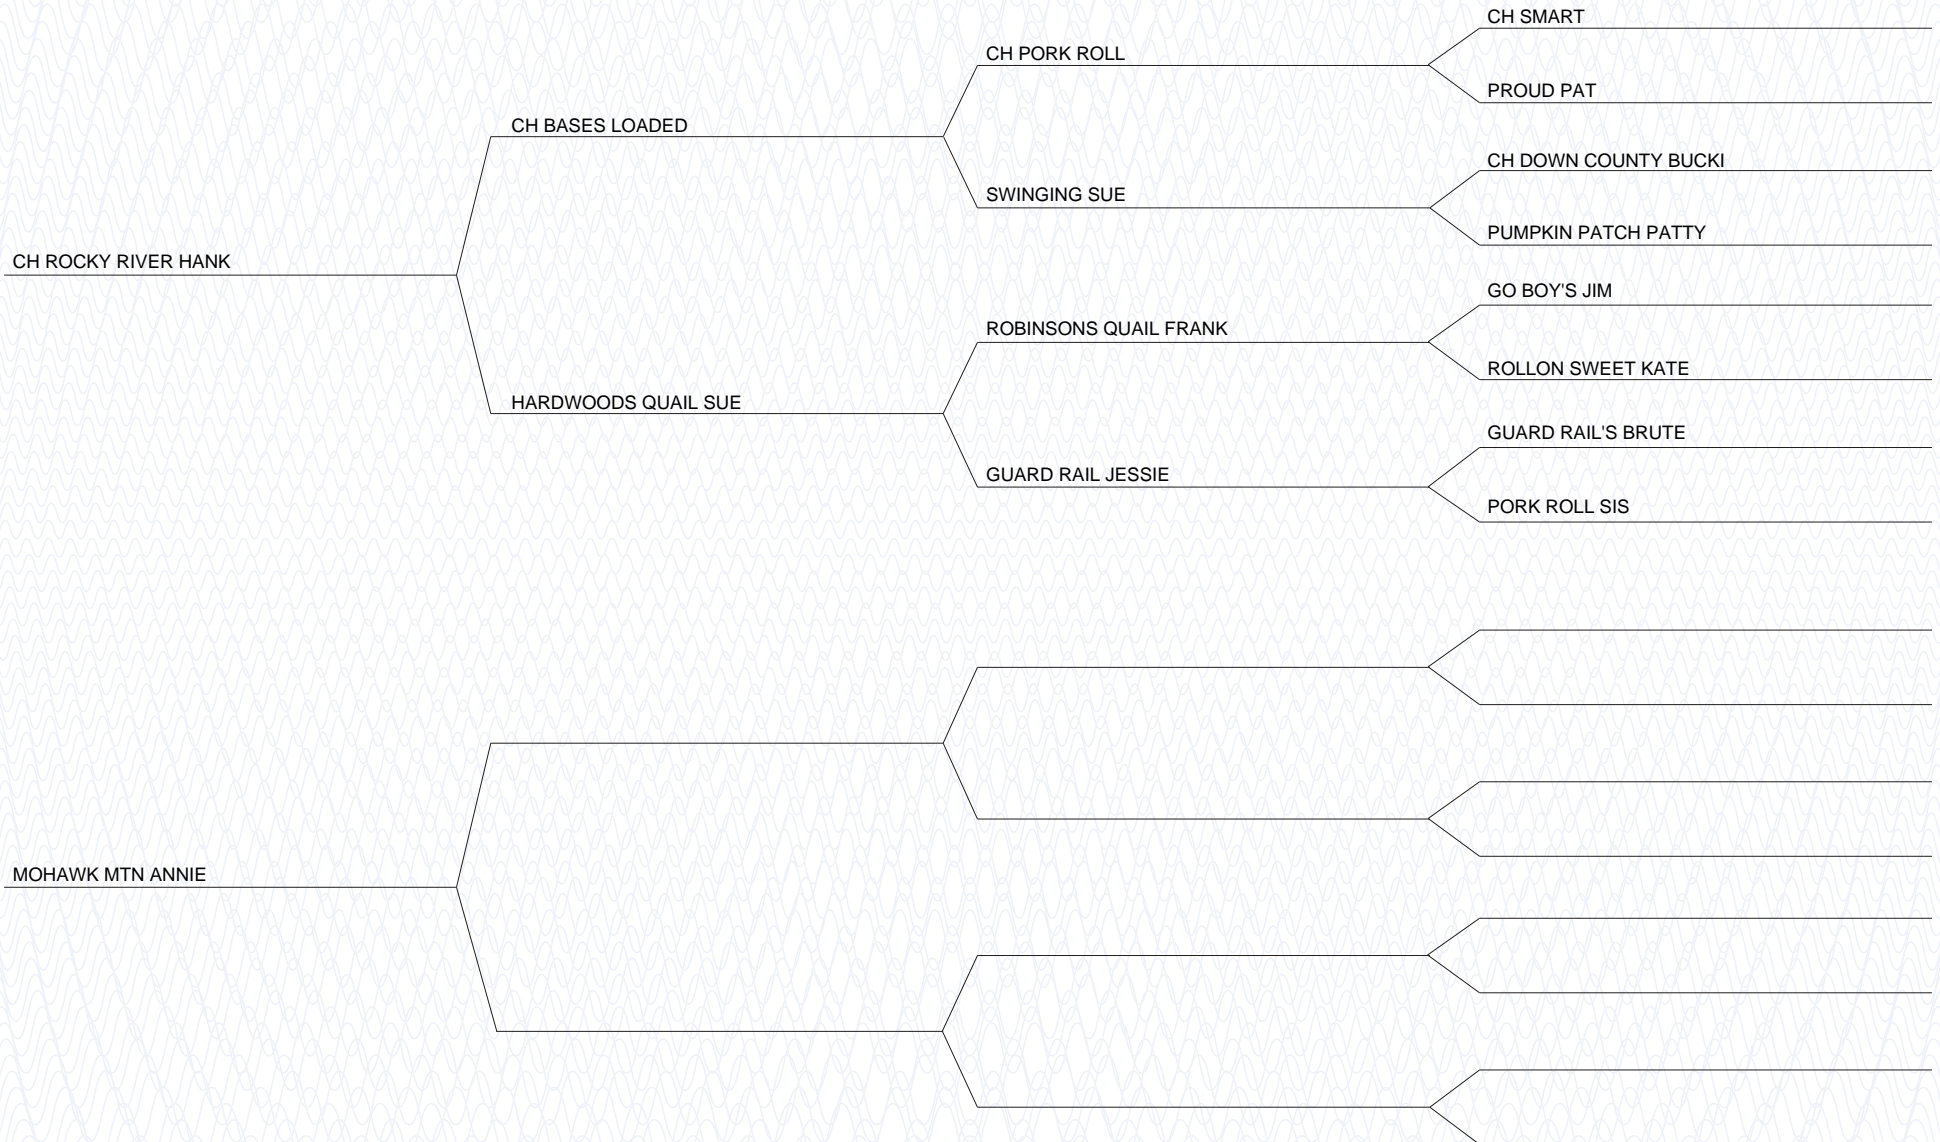 CH SMART
CH PORK ROLL
PROUD PAT
CH BASES LOADED
CH DOWN COUNTY BUCKI
SWINGING SUE
PUMPKIN PATCH PATTY
CH ROCKY RIVER HANK
GO BOY'S JIM
ROBINSONS QUAIL FRANK
ROLLON SWEET KATE
HARDWOODS QUAIL SUE
GUARD RAIL'S BRUTE
GUARD RAIL JESSIE
PORK ROLL SIS
MOHAWK MTN ANNIE